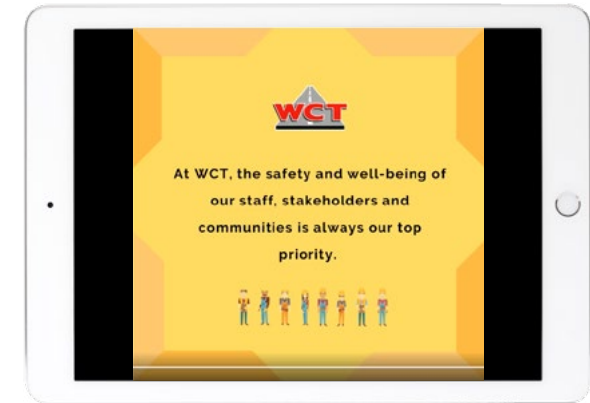 WCT
At WCT, the safety and well-being of
our staff, stakeholders and
communities is always our top
priority.